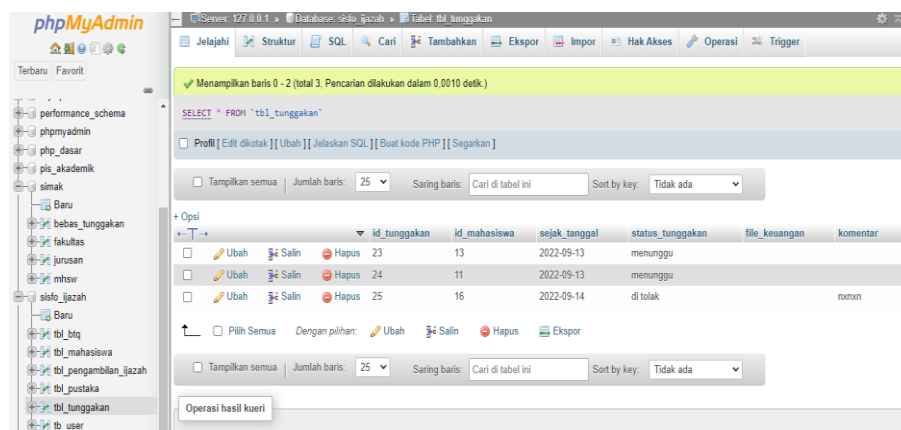 phpMyAdmin
Terbaru Favorit
performance_schema
phpmyadmin
php_dasar
pis_akademik
simak
Baru
bebas_tunggakan
fakultas
jurusan
mhsw
sisfo_ijazah
Baru
tbl_btq
tbl_mahasiswa
tbl_pengambilan_ijazah
tbl_pustaka
tbl_tunggakan
tb_user
Server: 127.0.0.1 » Database: sisfo_ijazah » Tabel: tbl_tunggakan
Jelajahi Struktur SQL Cari Tambahkan Ekspor Impor Hak Akses Operasi Trigger
Menampilkan baris 0 - 2 (total 3, Pencarian dilakukan dalam 0,0010 detik.)
SELECT * FROM `tbl_tunggakan`
Profil [ Edit dikotak ] [ Ubah ] [ Jelaskan SQL ] [ Buat kode PHP ] [ Segarkan ]
Tampilkan semua | Jumlah baris: 25 Saring baris: Cari di tabel ini Sort by key: Tidak ada
+ Opsi
←T→ id_tunggakan id_mahasiswa sejak_tanggal status_tunggakan file_keuangan komentar
Ubah Salin Hapus 23 13 2022-09-13 menunggu
Ubah Salin Hapus 24 11 2022-09-13 menunggu
Ubah Salin Hapus 25 16 2022-09-14 di tolak nxnxn
Pilih Semua Dengan pilihan: Ubah Salin Hapus Ekspor
Tampilkan semua | Jumlah baris: 25 Saring baris: Cari di tabel ini Sort by key: Tidak ada
Operasi hasil kueri